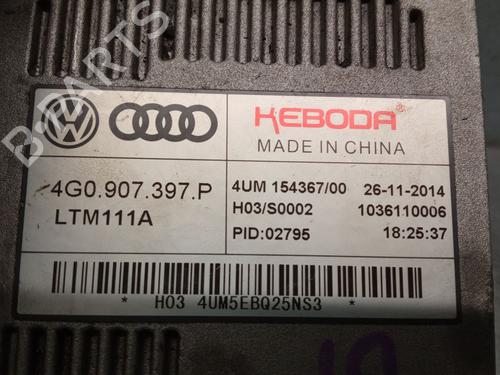 KEBODA®
MADE IN CHINA
4G0.907.397.P
LTM111A
4UM 154367/00 26-11-2014
H03/S0002 1036110006
PID:02795 18:25:37
* H03 4UM5EBQ25NS3 *
B-PARTS